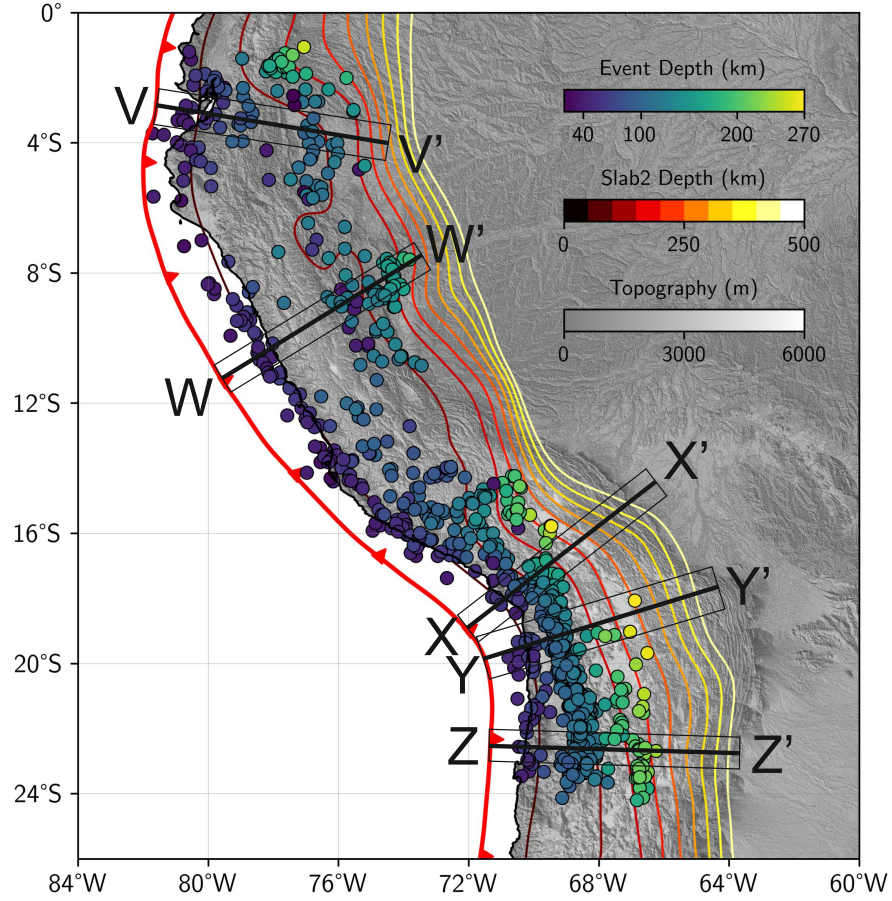 0°
4°S
8°S
12°S
16°S
20°S
24°S
84°W 80°W 76°W 72°W 68°W 64°W 60°W
V V’
W W’
X X’
Y Y’
Z Z’
Event Depth (km)
40 100 200 270
Slab2 Depth (km)
0 250 500
Topography (m)
0 3000 6000